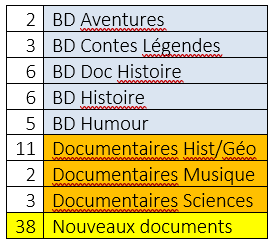 2 BD Aventures
3 BD Contes Légendes
6 BD Doc Histoire
6 BD Histoire
5 BD Humour
11 Documentaires Hist/Géo
2 Documentaires Musique
3 Documentaires Sciences
38 Nouveaux documents